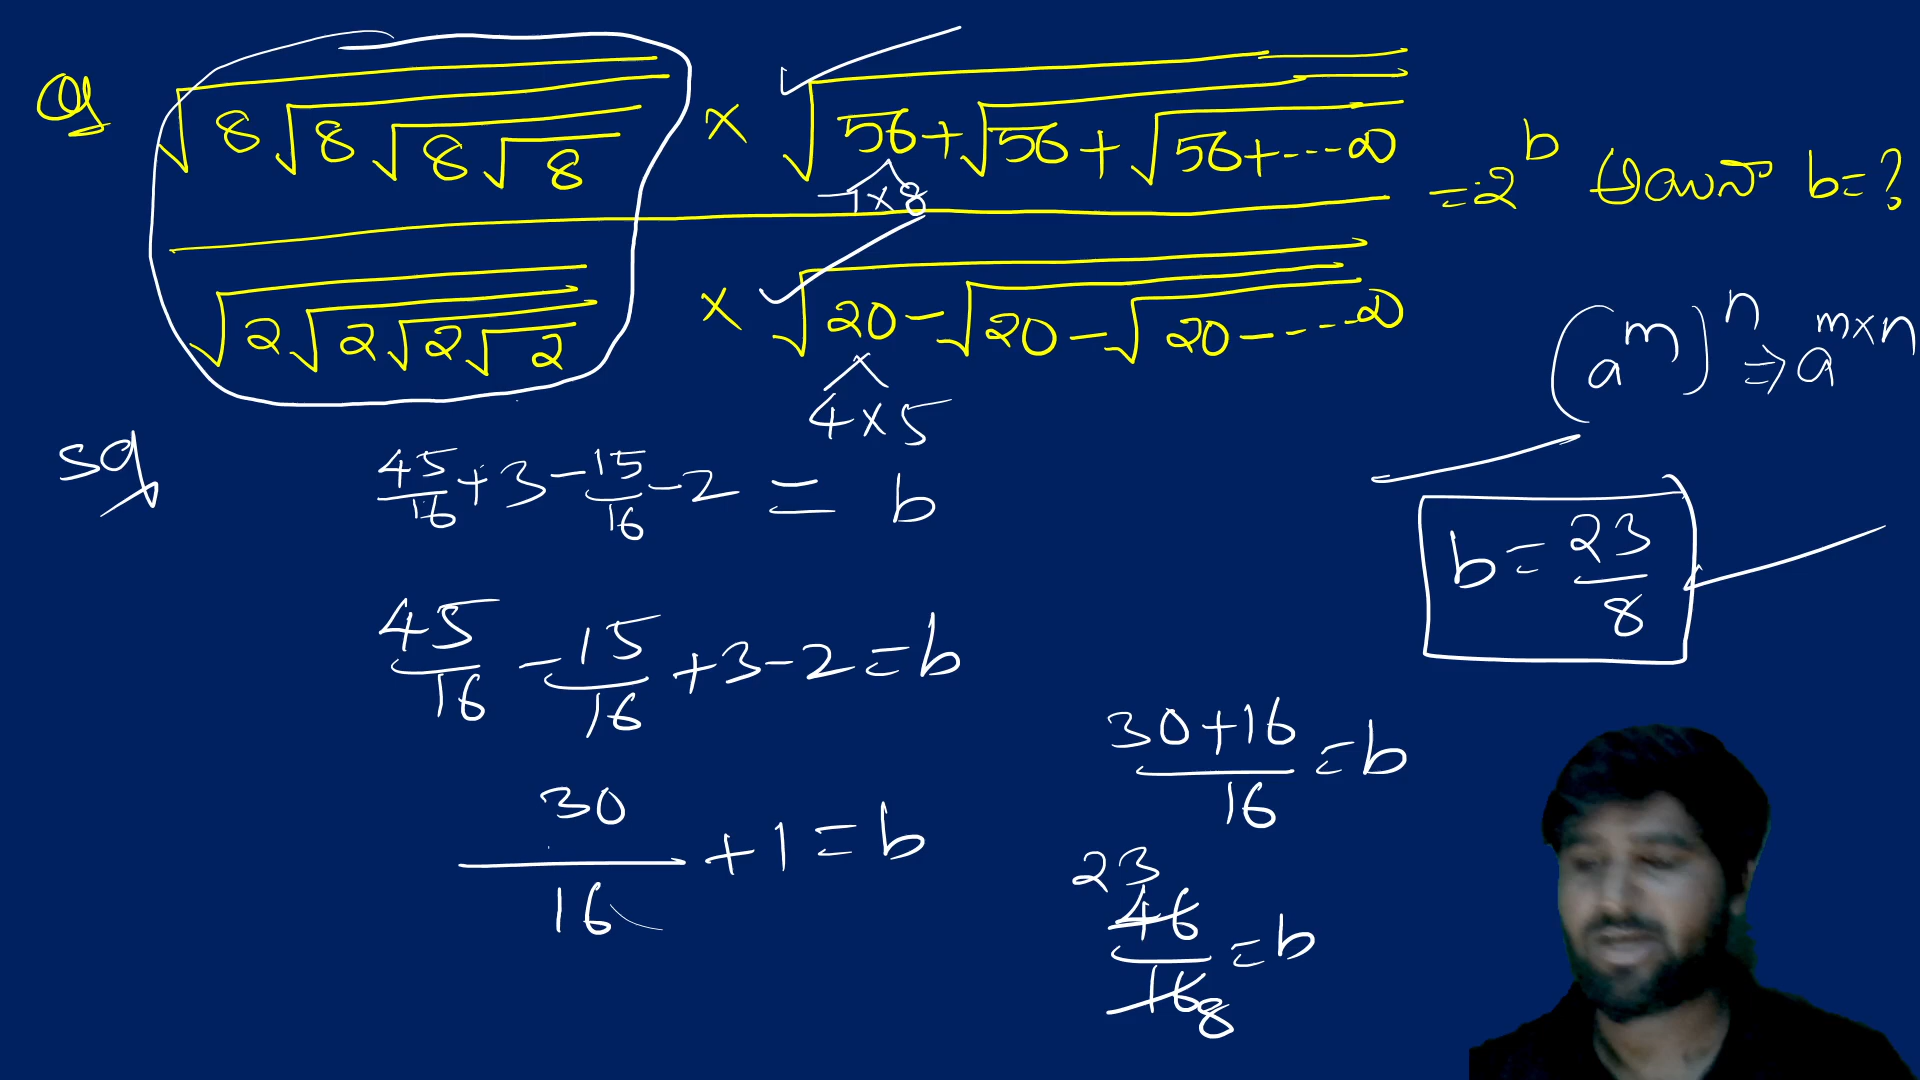 Q √8√8√8√8 × √56+√56+√56+---∞
7×8
=2^b అయిన b=?
√2√2√2√2 × √20-√20-√20----∞
4×5
(a^m)^n ⇒ a^m×n
sq
45/16+3-15/16-2 = b
b=23/8
45/16-15/16+3-2=b
30+16/16=b
30/16+1=b
23
46/16=b
8